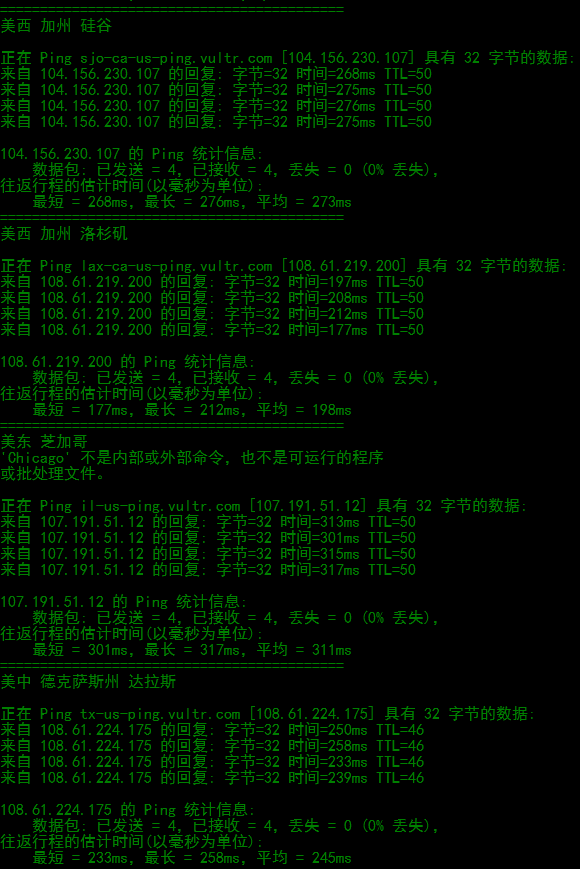 ===========================================
美西 加州 硅谷
正在 Ping sjo-ca-us-ping.vultr.com [104.156.230.107] 具有 32 字节的数据:
来自 104.156.230.107 的回复: 字节=32 时间=268ms TTL=50
来自 104.156.230.107 的回复: 字节=32 时间=275ms TTL=50
来自 104.156.230.107 的回复: 字节=32 时间=276ms TTL=50
来自 104.156.230.107 的回复: 字节=32 时间=275ms TTL=50
104.156.230.107 的 Ping 统计信息:
数据包: 已发送 = 4，已接收 = 4，丢失 = 0 (0% 丢失)，
往返行程的估计时间(以毫秒为单位):
最短 = 268ms，最长 = 276ms，平均 = 273ms
===========================================
美西 加州 洛杉矶
正在 Ping lax-ca-us-ping.vultr.com [108.61.219.200] 具有 32 字节的数据:
来自 108.61.219.200 的回复: 字节=32 时间=197ms TTL=50
来自 108.61.219.200 的回复: 字节=32 时间=208ms TTL=50
来自 108.61.219.200 的回复: 字节=32 时间=212ms TTL=50
来自 108.61.219.200 的回复: 字节=32 时间=177ms TTL=50
108.61.219.200 的 Ping 统计信息:
数据包: 已发送 = 4，已接收 = 4，丢失 = 0 (0% 丢失)，
往返行程的估计时间(以毫秒为单位):
最短 = 177ms，最长 = 212ms，平均 = 198ms
===========================================
美东 芝加哥
'Chicago' 不是内部或外部命令，也不是可运行的程序
或批处理文件。
正在 Ping il-us-ping.vultr.com [107.191.51.12] 具有 32 字节的数据:
来自 107.191.51.12 的回复: 字节=32 时间=313ms TTL=50
来自 107.191.51.12 的回复: 字节=32 时间=301ms TTL=50
来自 107.191.51.12 的回复: 字节=32 时间=315ms TTL=50
来自 107.191.51.12 的回复: 字节=32 时间=317ms TTL=50
107.191.51.12 的 Ping 统计信息:
数据包: 已发送 = 4，已接收 = 4，丢失 = 0 (0% 丢失)，
往返行程的估计时间(以毫秒为单位):
最短 = 301ms，最长 = 317ms，平均 = 311ms
===========================================
美中 德克萨斯州 达拉斯
正在 Ping tx-us-ping.vultr.com [108.61.224.175] 具有 32 字节的数据:
来自 108.61.224.175 的回复: 字节=32 时间=250ms TTL=46
来自 108.61.224.175 的回复: 字节=32 时间=258ms TTL=46
来自 108.61.224.175 的回复: 字节=32 时间=233ms TTL=46
来自 108.61.224.175 的回复: 字节=32 时间=239ms TTL=46
108.61.224.175 的 Ping 统计信息:
数据包: 已发送 = 4，已接收 = 4，丢失 = 0 (0% 丢失)，
往返行程的估计时间(以毫秒为单位):
最短 = 233ms，最长 = 258ms，平均 = 245ms